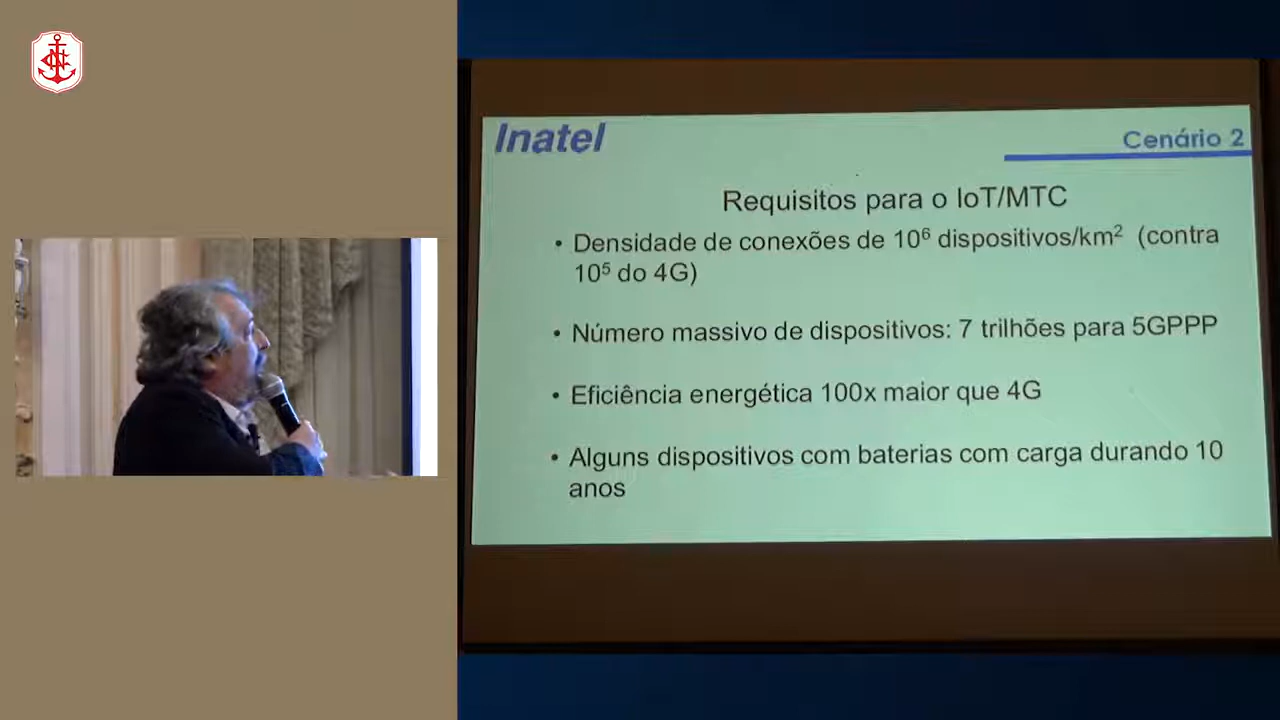 Inatel
Cenário 2
Requisitos para o IoT/MTC
• Densidade de conexões de 10⁶ dispositivos/km² (contra
10⁵ do 4G)
• Número massivo de dispositivos: 7 trilhões para 5GPPP
• Eficiência energética 100x maior que 4G
• Alguns dispositivos com baterias com carga durando 10
anos